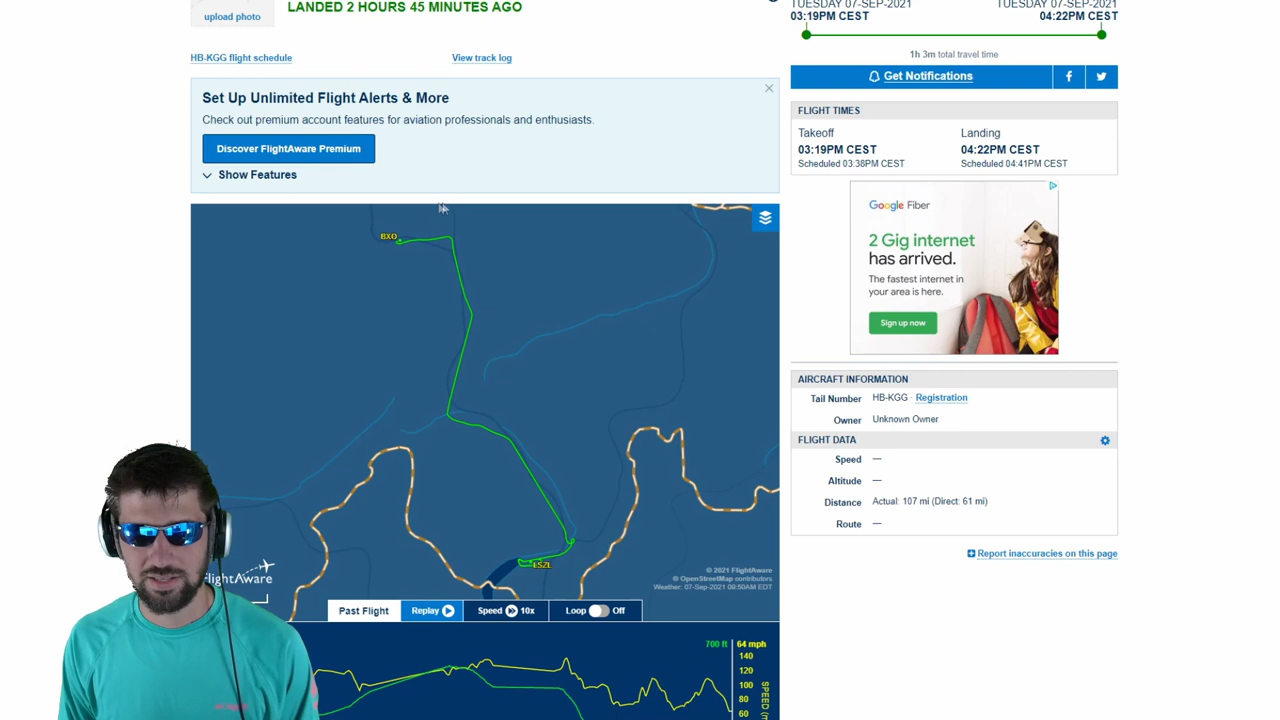 upload photo
LANDED 2 HOURS 45 MINUTES AGO
HB-KGG flight schedule
View track log
Set Up Unlimited Flight Alerts & More
Check out premium account features for aviation professionals and enthusiasts.
Discover FlightAware Premium
Show Features
BXO
LSZL
FlightAware
© 2021 FlightAware
© OpenStreetMap contributors
Weather: 07-Sep-2021 09:50AM EDT
Past Flight
Replay
Speed 10x
Loop Off
700 ft
64 mph
140
120
100
80
60
TUESDAY 07-SEP-2021
03:19PM CEST
TUESDAY 07-SEP-2021
04:22PM CEST
1h 3m total travel time
Get Notifications
FLIGHT TIMES
Takeoff
03:19PM CEST
Scheduled 03:38PM CEST
Landing
04:22PM CEST
Scheduled 04:41PM CEST
Google Fiber
2 Gig internet
has arrived.
The fastest internet in
your area is here.
Sign up now
AIRCRAFT INFORMATION
Tail Number HB-KGG · Registration
Owner Unknown Owner
FLIGHT DATA
Speed —
Altitude —
Distance Actual: 107 mi (Direct: 61 mi)
Route —
Report inaccuracies on this page